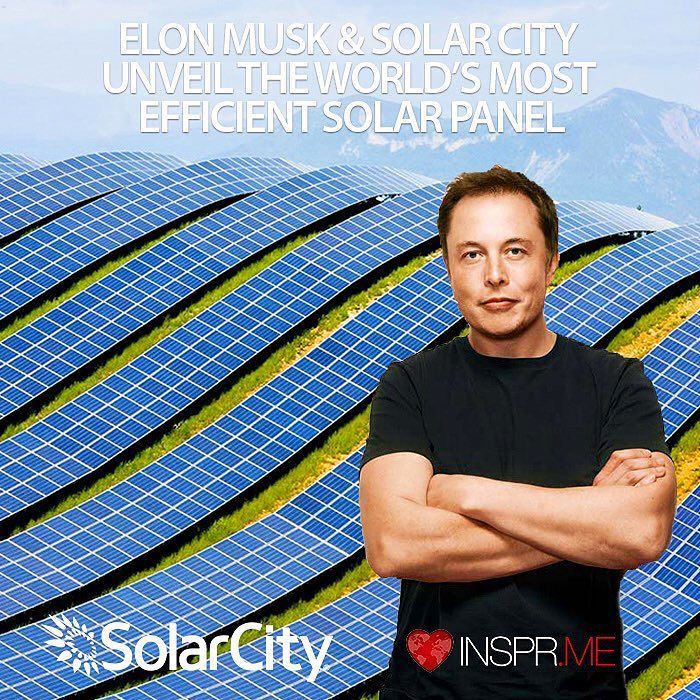 ELON MUSK & SOLAR CITY
UNVEIL THE WORLD'S MOST
EFFICIENT SOLAR PANEL
SolarCity
INSPR.ME